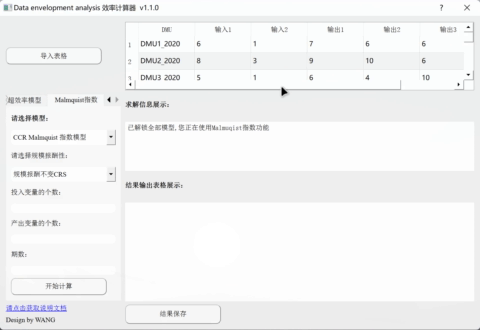 Data envelopment analysis 效率计算器 v1.1.0
? ×
导入表格
DMU 输入1 输入2 输出1 输出2 输出3
1 DMU1_2020 6 1 7 6 6
2 DMU2_2020 8 3 9 10 6
3 DMU3_2020 5 1 6 4 10
超效率模型 Malmquist指数
请选择模型:
CCR Malmquist 指数模型
请选择规模报酬性:
规模报酬不变CRS
投入变量的个数:
产出变量的个数:
期数:
开始计算
请点击获取说明文档
Design by WANG
求解信息展示:
已解锁全部模型,您正在使用Malmqist指数功能
结果输出表格展示:
结果保存